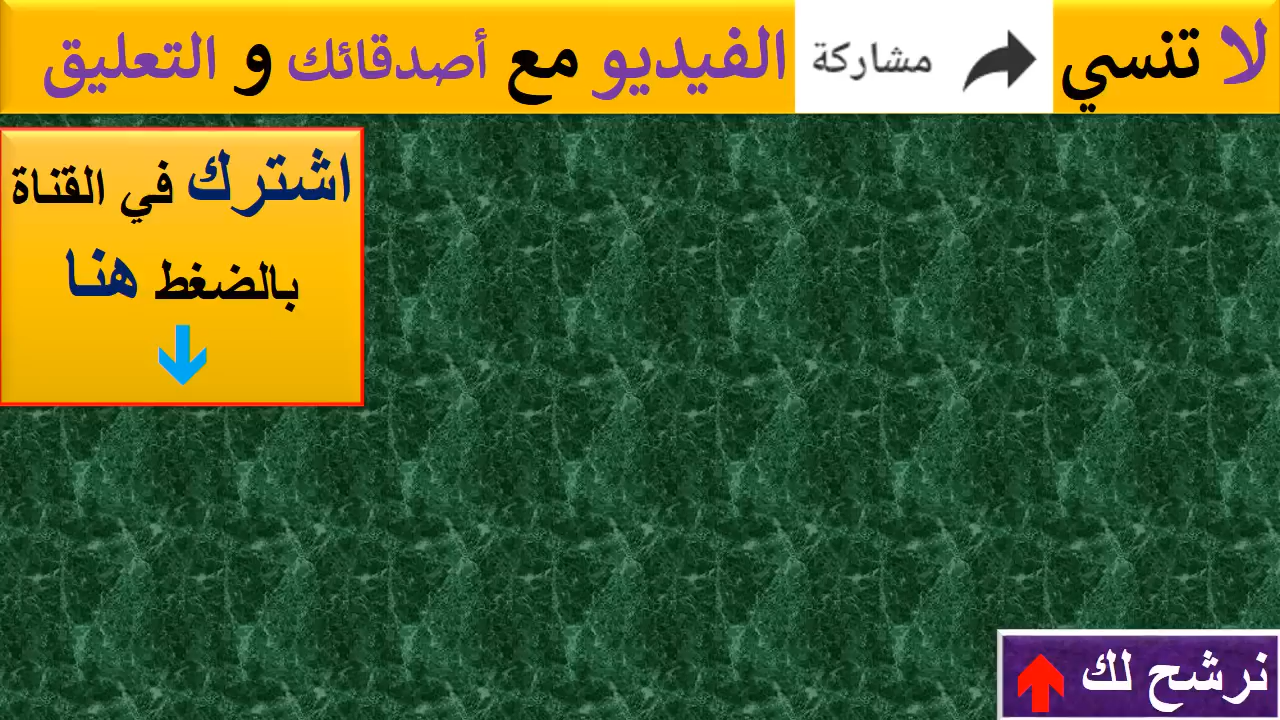 لا تنسي مشاركة الفيديو مع أصدقائك و التعليق
اشترك في القناة
بالضغط هنا
نرشح لك